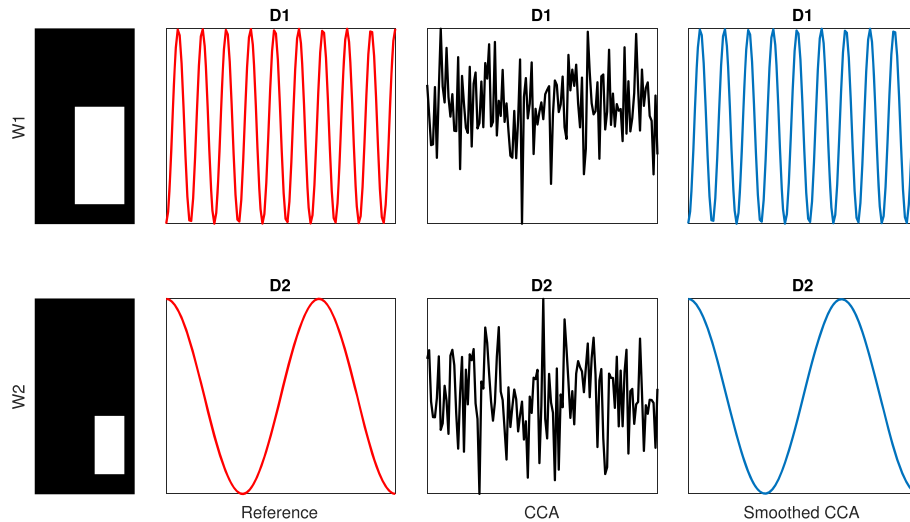 D1
D1
D1
W1
D2
D2
D2
W2
Reference
CCA
Smoothed CCA